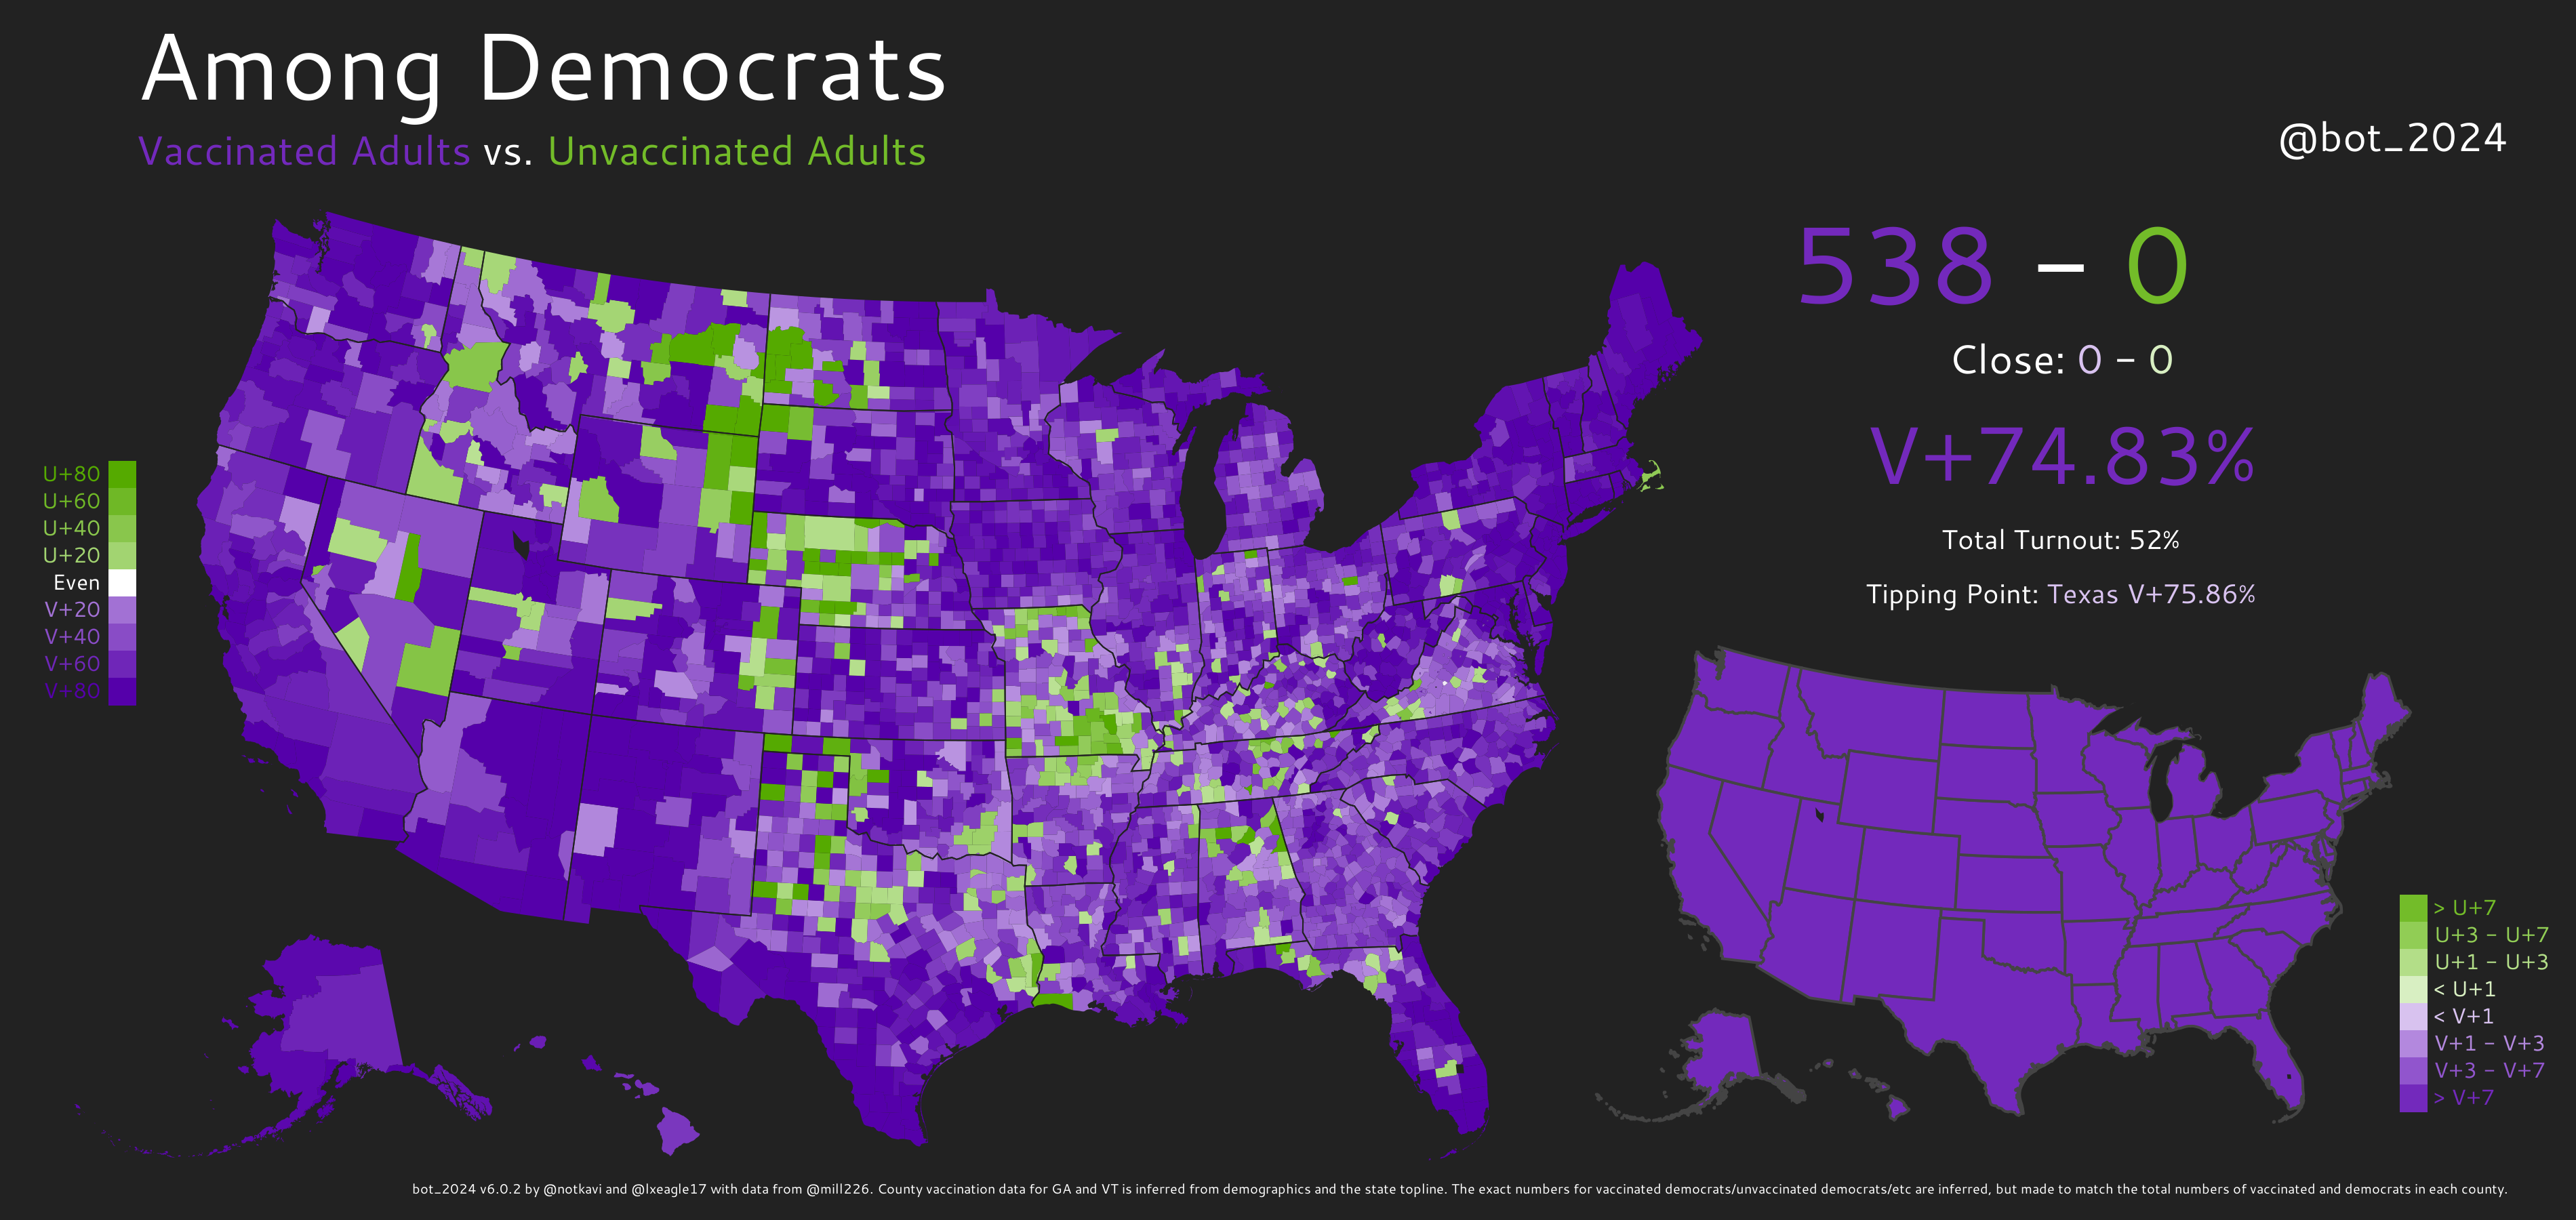 Among Democrats
Vaccinated Adults vs. Unvaccinated Adults
@bot_2024
538 – 0
Close: 0 – 0
V+74.83%
Total Turnout: 52%
Tipping Point: Texas V+75.86%
U+80
U+60
U+40
U+20
Even
V+20
V+40
V+60
V+80
> U+7
U+3 – U+7
U+1 – U+3
< U+1
< V+1
V+1 – V+3
V+3 – V+7
> V+7
bot_2024 v6.0.2 by @notkavi and @lxeagle17 with data from @mill226. County vaccination data for GA and VT is inferred from demographics and the state topline. The exact numbers for vaccinated democrats/unvaccinated democrats/etc are inferred, but made to match the total numbers of vaccinated and democrats in each county.